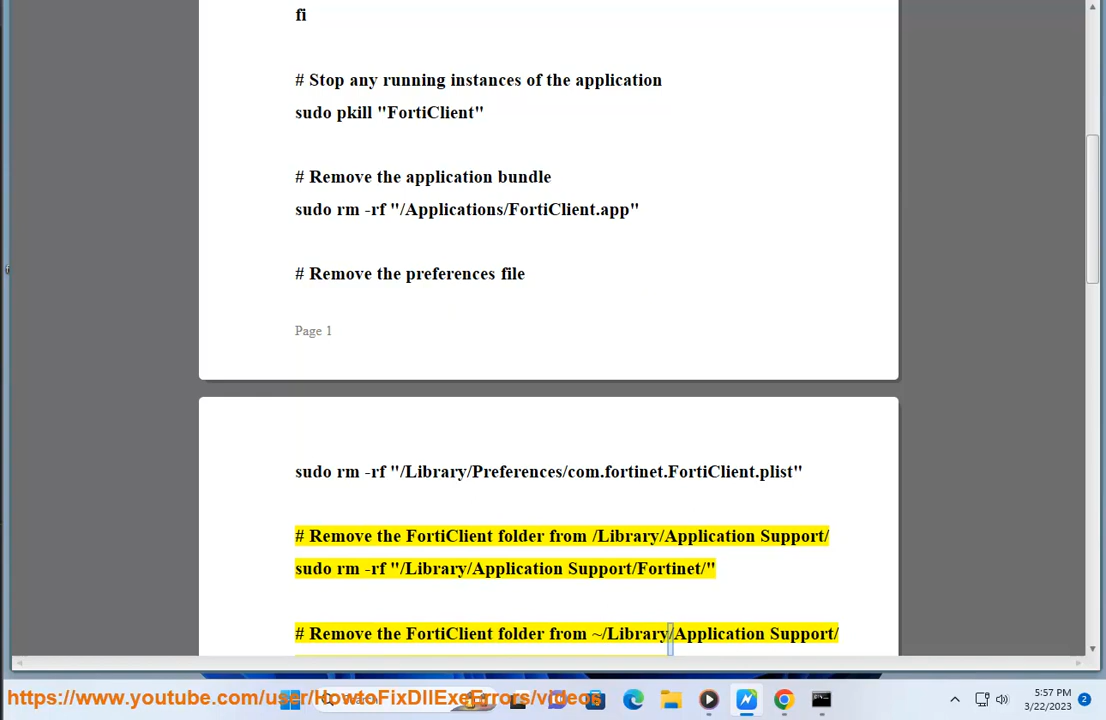 fi
# Stop any running instances of the application
sudo pkill "FortiClient"
# Remove the application bundle
sudo rm -rf "/Applications/FortiClient.app"
# Remove the preferences file
Page 1
sudo rm -rf "/Library/Preferences/com.fortinet.FortiClient.plist"
# Remove the FortiClient folder from /Library/Application Support/
sudo rm -rf "/Library/Application Support/Fortinet/"
# Remove the FortiClient folder from ~/Library/Application Support/
https://www.youtube.com/user/HowtoFixDllExeErrors/videos
5:57 PM
3/22/2023
2